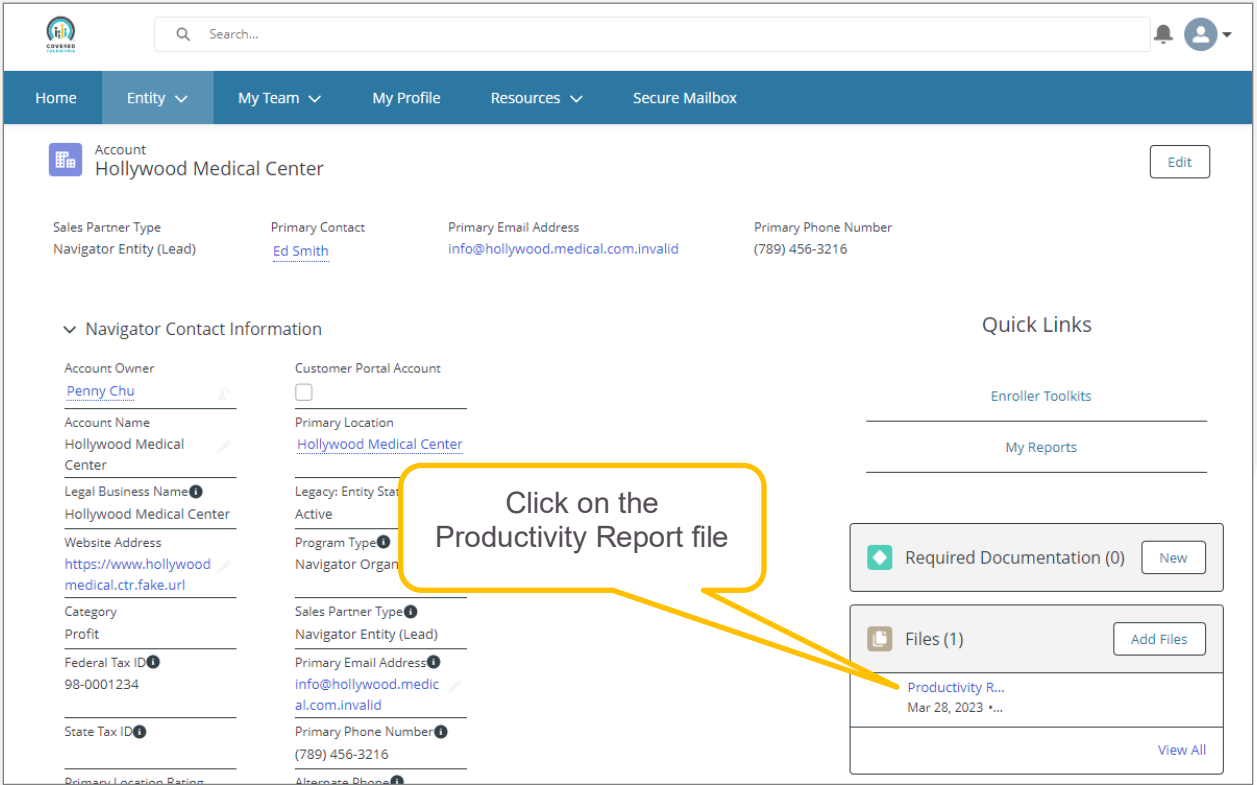 COVERED
CALIFORNIA
Search...
Home
Entity
My Team
My Profile
Resources
Secure Mailbox
Account
Hollywood Medical Center
Edit
Sales Partner Type
Navigator Entity (Lead)
Primary Contact
Ed Smith
Primary Email Address
info@hollywood.medical.com.invalid
Primary Phone Number
(789) 456-3216
Navigator Contact Information
Account Owner
Penny Chu
Customer Portal Account
Account Name
Hollywood Medical
Center
Primary Location
Hollywood Medical Center
Legal Business Name
Hollywood Medical Center
Legacy: Entity Stat
Active
Website Address
https://www.hollywood
medical.ctr.fake.url
Program Type
Navigator Organ
Category
Profit
Sales Partner Type
Navigator Entity (Lead)
Federal Tax ID
98-0001234
Primary Email Address
info@hollywood.medic
al.com.invalid
State Tax ID
Primary Phone Number
(789) 456-3216
Primary Location Rating
Alternate Phone
Click on the
Productivity Report file
Quick Links
Enroller Toolkits
My Reports
Required Documentation (0)
New
Files (1)
Add Files
Productivity R...
Mar 28, 2023 •...
View All